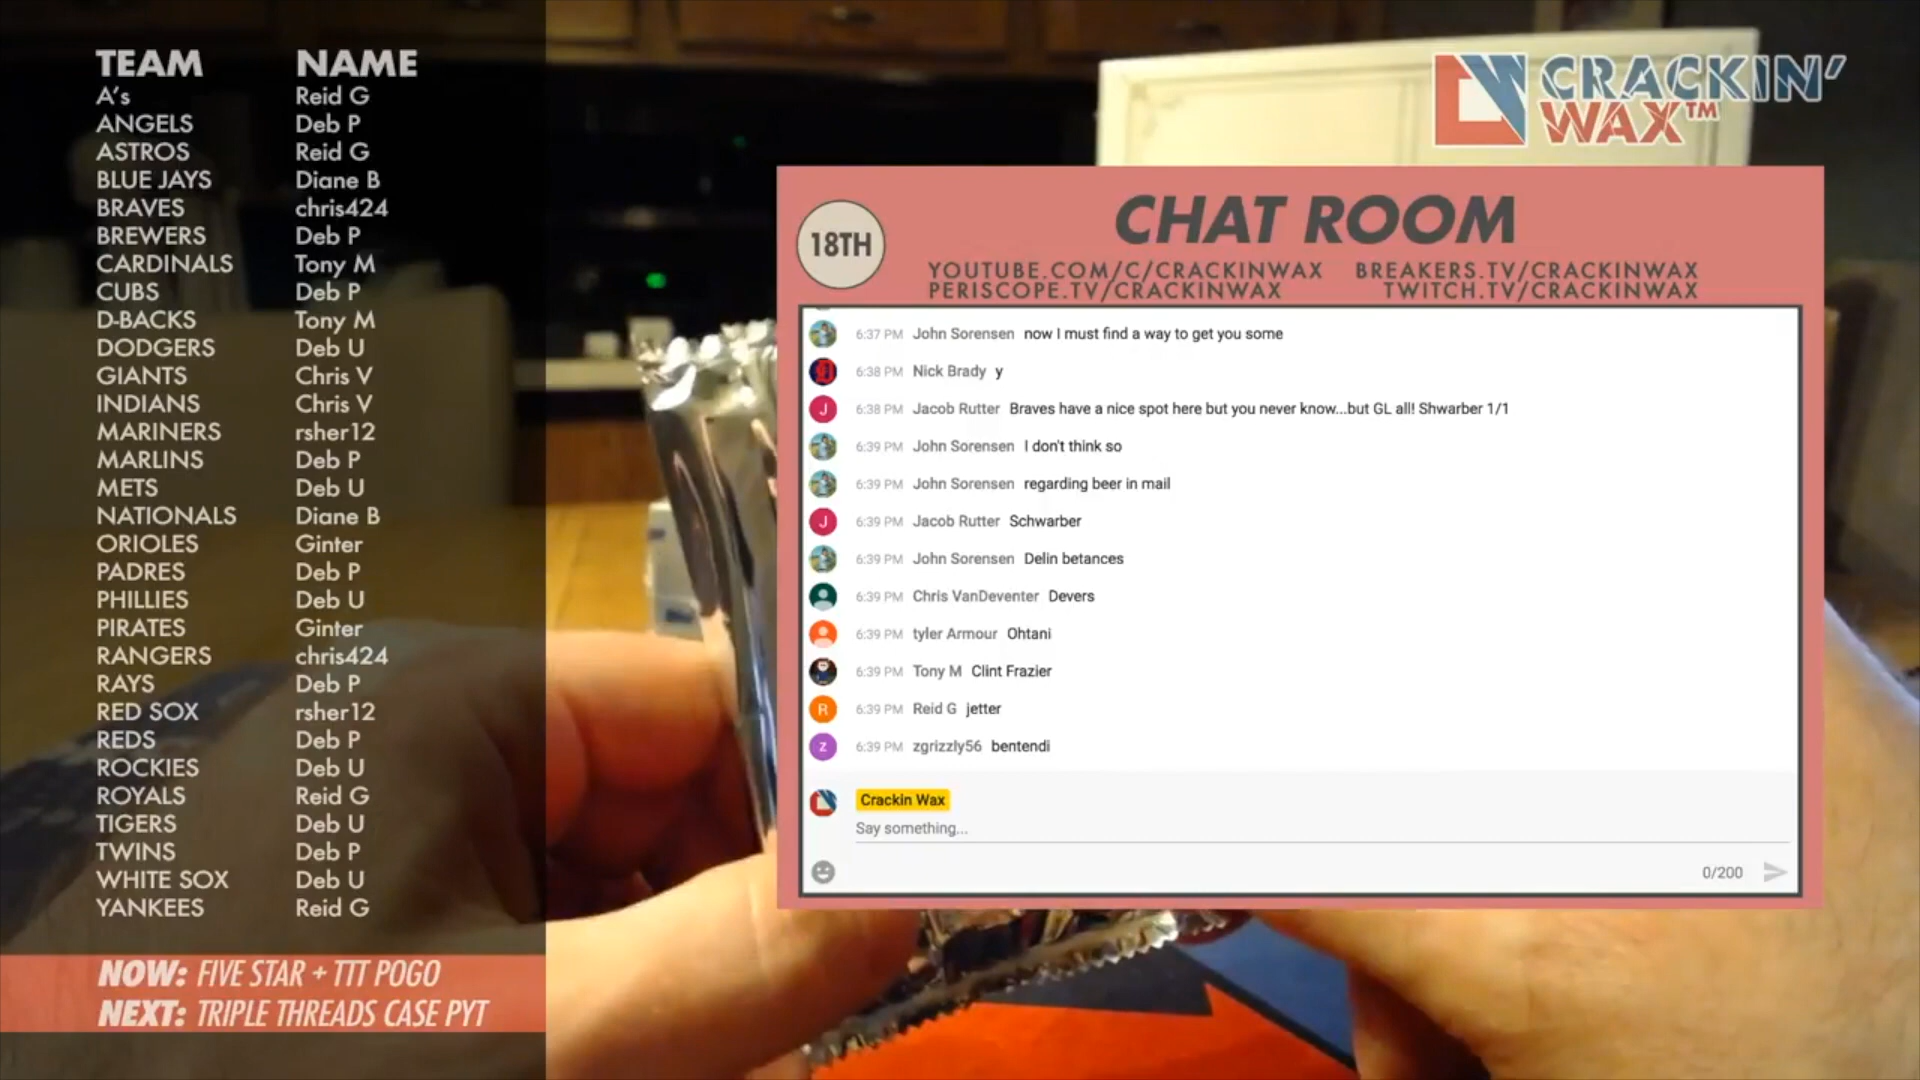 TEAM NAME
A's Reid G
ANGELS Deb P
ASTROS Reid G
BLUE JAYS Diane B
BRAVES chris424
BREWERS Deb P
CARDINALS Tony M
CUBS Deb P
D-BACKS Tony M
DODGERS Deb U
GIANTS Chris V
INDIANS Chris V
MARINERS rsher12
MARLINS Deb P
METS Deb U
NATIONALS Diane B
ORIOLES Ginter
PADRES Deb P
PHILLIES Deb U
PIRATES Ginter
RANGERS chris424
RAYS Deb P
RED SOX rsher12
REDS Deb P
ROCKIES Deb U
ROYALS Reid G
TIGERS Deb U
TWINS Deb P
WHITE SOX Deb U
YANKEES Reid G
NOW: FIVE STAR + TTT POGO
NEXT: TRIPLE THREADS CASE PYT
CRACKIN'
WAX™
18TH
CHAT ROOM
YOUTUBE.COM/C/CRACKINWAX BREAKERS.TV/CRACKINWAX
PERISCOPE.TV/CRACKINWAX TWITCH.TV/CRACKINWAX
6:37 PM John Sorensen now I must find a way to get you some
6:38 PM Nick Brady y
J 6:38 PM Jacob Rutter Braves have a nice spot here but you never know...but GL all! Shwarber 1/1
6:39 PM John Sorensen I don't think so
6:39 PM John Sorensen regarding beer in mail
J 6:39 PM Jacob Rutter Schwarber
6:39 PM John Sorensen Delin betances
6:39 PM Chris VanDeventer Devers
6:39 PM tyler Armour Ohtani
6:39 PM Tony M Clint Frazier
R 6:39 PM Reid G jetter
Z 6:39 PM zgrizzly56 bentendi
Crackin Wax
Say something...
0/200